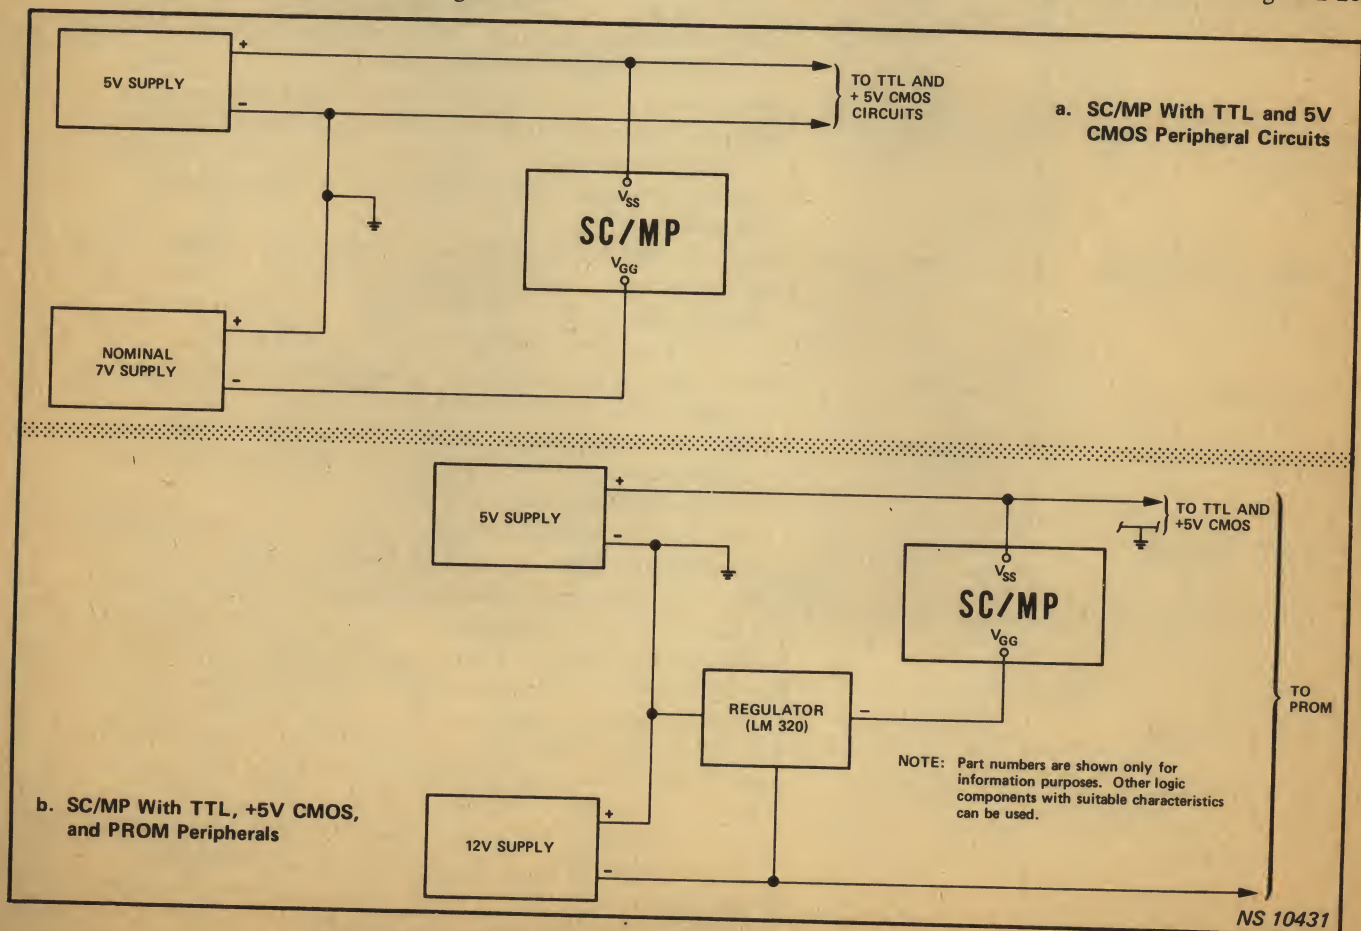 +
5V SUPPLY
-
TO TTL AND
+ 5V CMOS
CIRCUITS
a. SC/MP With TTL and 5V
CMOS Peripheral Circuits
VSS
SC/MP
VGG
+
NOMINAL
7V SUPPLY
-
+
5V SUPPLY
-
TO TTL AND
+5V CMOS
VSS
SC/MP
VGG
REGULATOR
(LM 320)
-
TO
PROM
NOTE: Part numbers are shown only for
information purposes. Other logic
components with suitable characteristics
can be used.
b. SC/MP With TTL, +5V CMOS,
and PROM Peripherals
+
12V SUPPLY
-
NS 10431